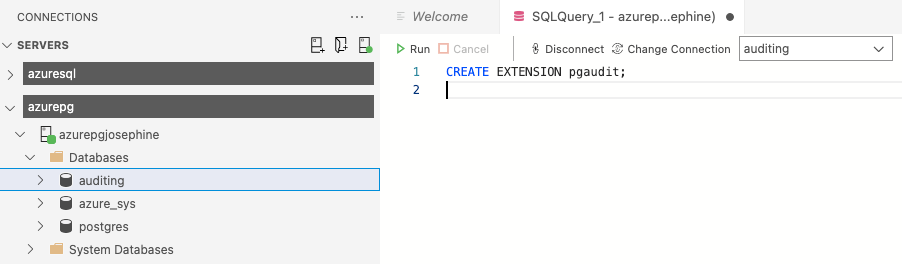 CONNECTIONS
SERVERS
azuresql
azurepg
azurepgjosephine
Databases
auditing
azure_sys
postgres
System Databases
Welcome
SQLQuery_1 - azurep...ephine)
Run Cancel Disconnect Change Connection auditing
1 CREATE EXTENSION pgaudit;
2